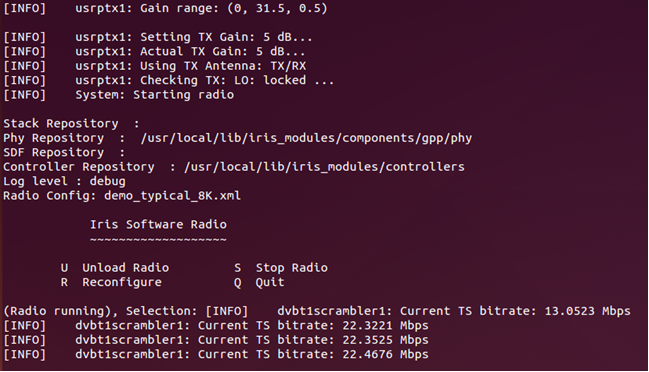 [INFO]    usrptx1: Gain range: (0, 31.5, 0.5)
[INFO]    usrptx1: Setting TX Gain: 5 dB...
[INFO]    usrptx1: Actual TX Gain: 5 dB...
[INFO]    usrptx1: Using TX Antenna: TX/RX
[INFO]    usrptx1: Checking TX: LO: locked ...
[INFO]    System: Starting radio
Stack Repository  :
Phy Repository  :  /usr/local/lib/iris_modules/components/gpp/phy
SDF Repository  :
Controller Repository  : /usr/local/lib/iris_modules/controllers
Log level : debug
Radio Config: demo_typical_8K.xml
Iris Software Radio
~~~~~~~~~~~~~~~~~~~
U  Unload Radio          S  Stop Radio
R  Reconfigure           Q  Quit
(Radio running), Selection: [INFO]    dvbt1scrambler1: Current TS bitrate: 13.0523 Mbps
[INFO]    dvbt1scrambler1: Current TS bitrate: 22.3221 Mbps
[INFO]    dvbt1scrambler1: Current TS bitrate: 22.3525 Mbps
[INFO]    dvbt1scrambler1: Current TS bitrate: 22.4676 Mbps